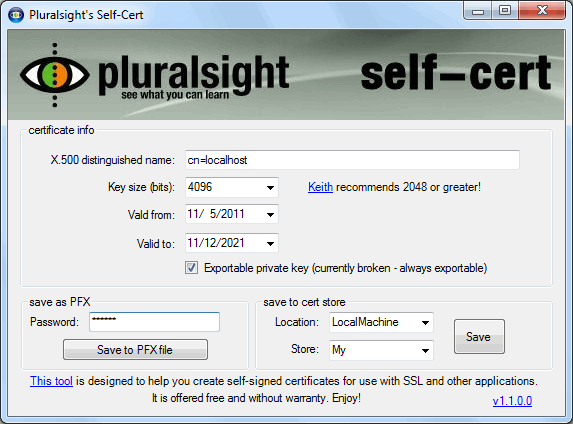 Pluralsight's Self-Cert
pluralsight
see what you can learn
self-cert
certificate info
X.500 distinguished name: cn=localhost
Key size (bits): 4096 Keith recommends 2048 or greater!
Vald from: 11/ 5/2011
Valid to: 11/12/2021
Exportable private key (currently broken - always exportable)
save as PFX
Password: ******
Save to PFX file
save to cert store
Location: LocalMachine
Store: My
Save
This tool is designed to help you create self-signed certificates for use with SSL and other applications.
It is offered free and without warranty. Enjoy!
v1.1.0.0